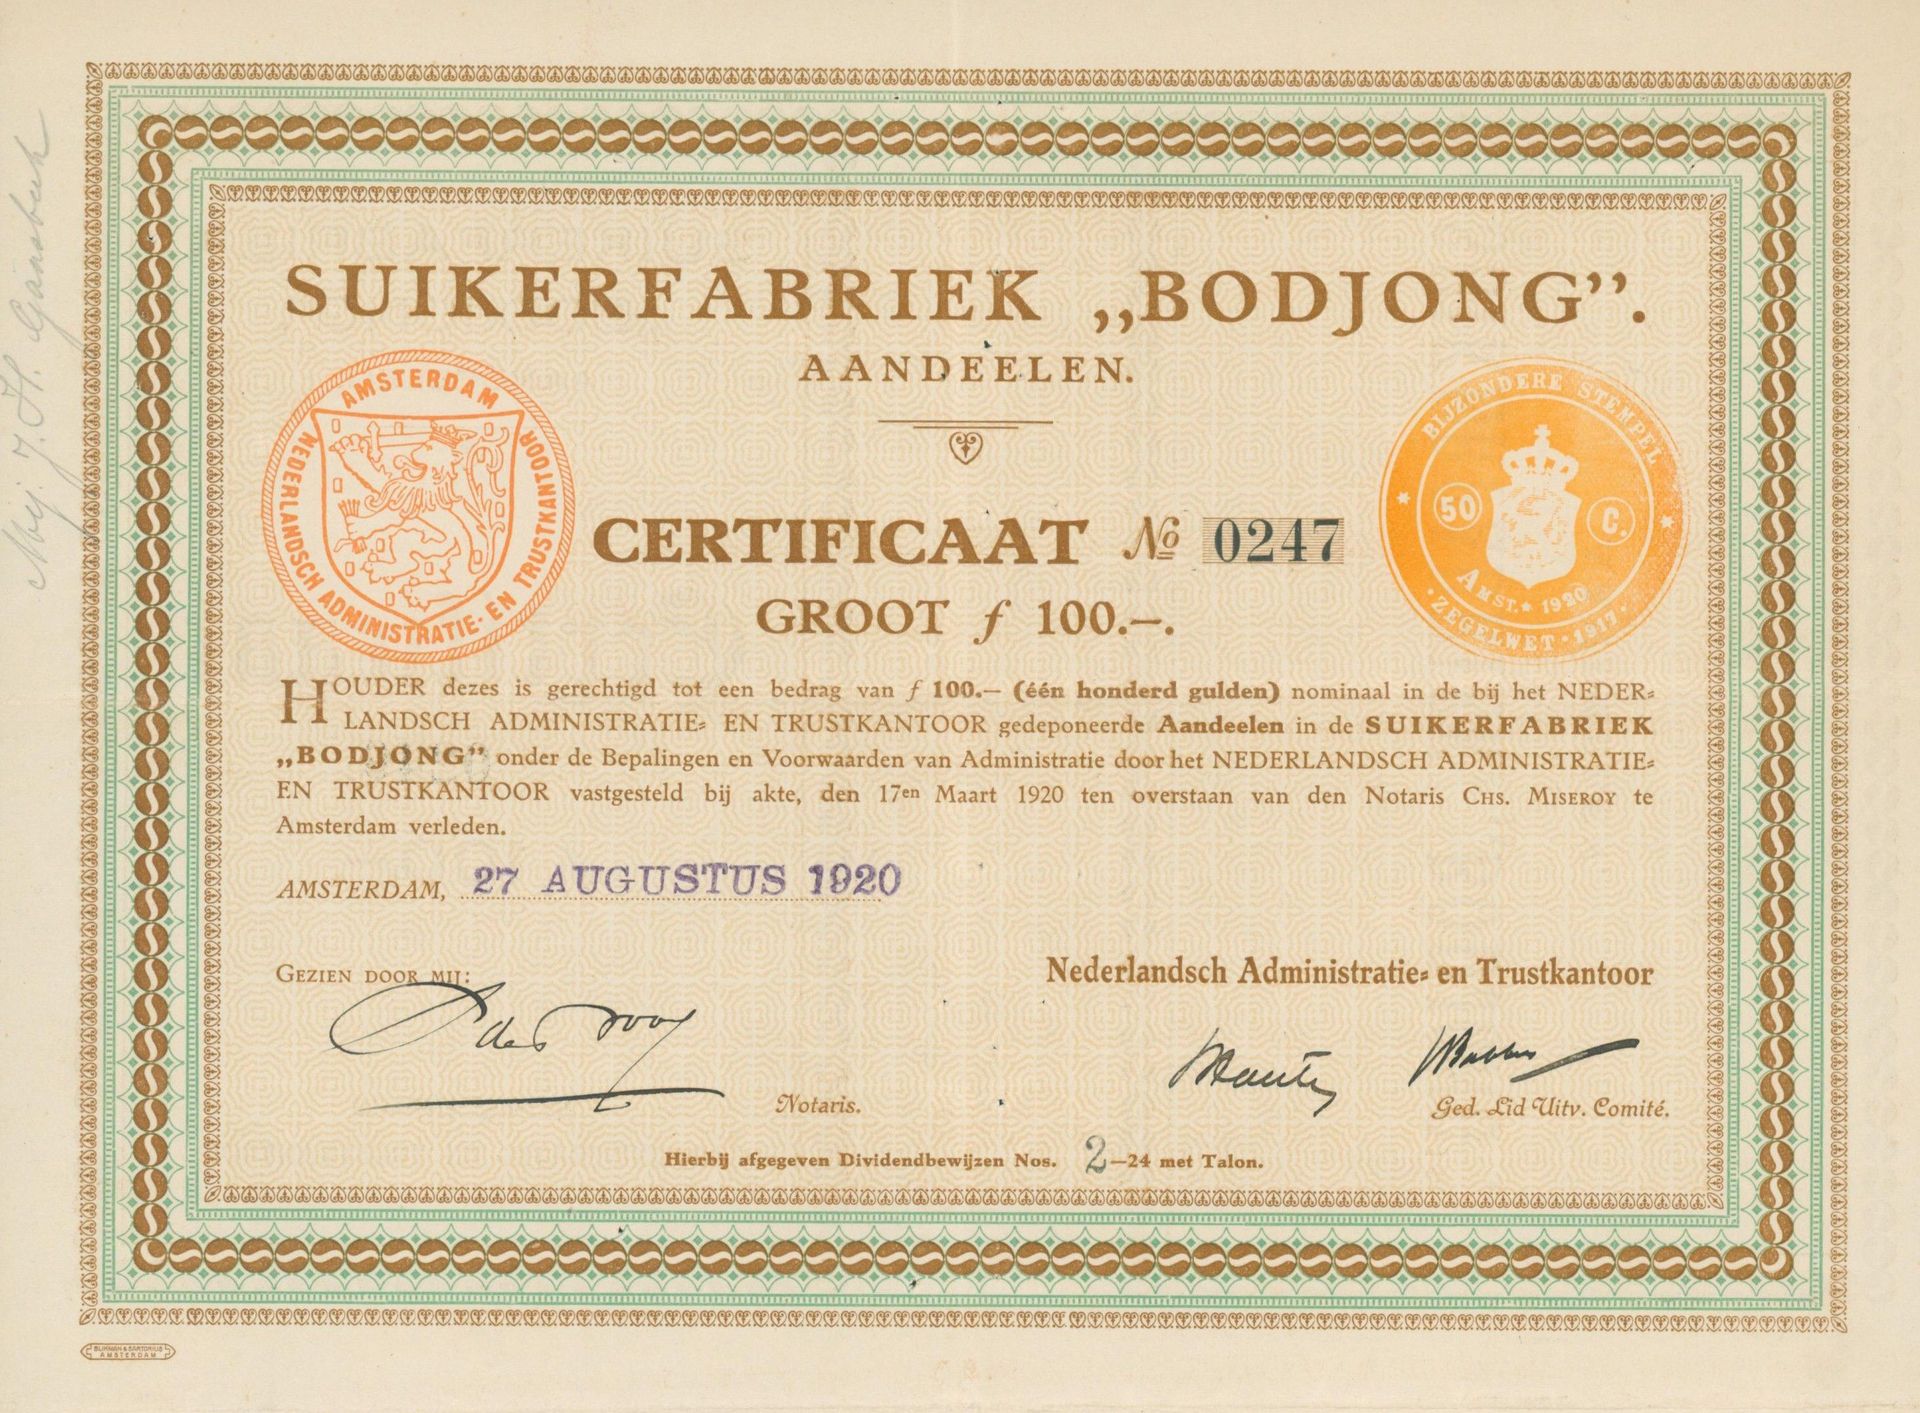 SUIKERFABRIEK „BODJONG”.
AANDEELEN.
AMSTERDAM
NEDERLANDSCH ADMINISTRATIE- EN TRUSTKANTOOR
BIJZONDERE STEMPEL
50 C.
AMST. * 1920
ZEGELWET · 1917 ·
CERTIFICAAT No 0247
GROOT ƒ 100.—.
HOUDER dezes is gerechtigd tot een bedrag van ƒ 100.— (één honderd gulden) nominaal in de bij het NEDER-
LANDSCH ADMINISTRATIE- EN TRUSTKANTOOR gedeponeerde Aandeelen in de SUIKERFABRIEK
„BODJONG” onder de Bepalingen en Voorwaarden van Administratie door het NEDERLANDSCH ADMINISTRATIE-
EN TRUSTKANTOOR vastgesteld bij akte, den 17en Maart 1920 ten overstaan van den Notaris CHS. MISEROY te
Amsterdam verleden.
AMSTERDAM, 27 AUGUSTUS 1920
GEZIEN DOOR MIJ:
Nederlandsch Administratie- en Trustkantoor
Notaris.
Ged. Lid Uitv. Comité.
Hierbij afgegeven Dividendbewijzen Nos. 2—24 met Talon.
BLIKMAN & SARTORIUS
AMSTERDAM